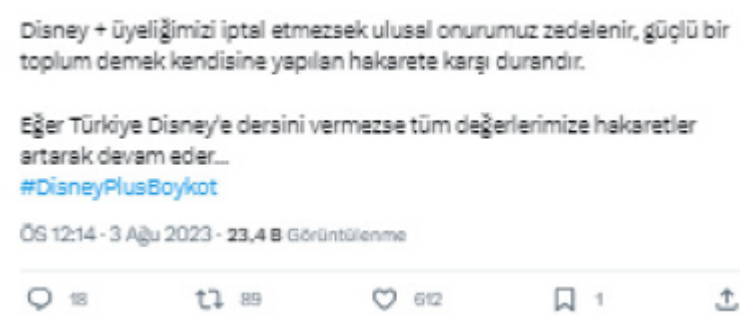 Disney + üyeliğimizi iptal etmezsek ulusal onurumuz zedelenir, güçlü bir
toplum demek kendisine yapılan hakarete karşı durandır.
Eğer Türkiye Disney'e dersini vermezse tüm değerlerimize hakaretler
artarak devam eder...
#DisneyPlusBoykot
ÖS 12:14 · 3 Ağu 2023 · 23,4 B Görüntülenme
18 89 612 1